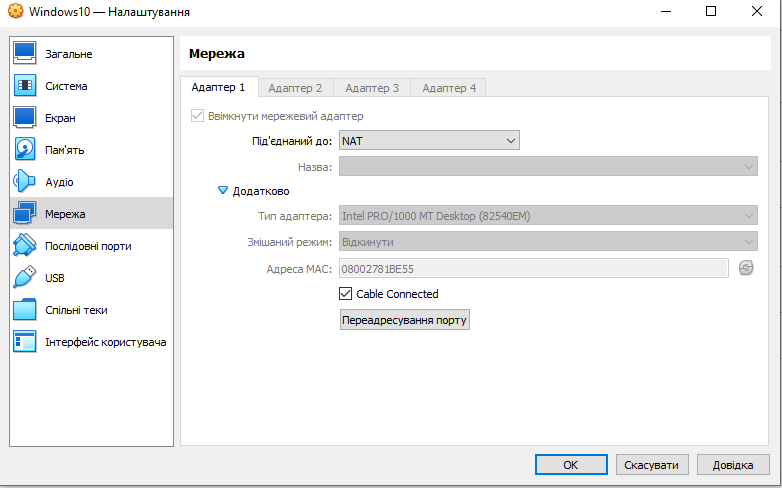 Windows10 — Налаштування
Загальне
Система
Екран
Пам'ять
Аудіо
Мережа
Послідовні порти
USB
Спільні теки
Інтерфейс користувача
Мережа
Адаптер 1 Адаптер 2 Адаптер 3 Адаптер 4
Ввімкнути мережевий адаптер
Під'єднаний до: NAT
Назва:
Додатково
Тип адаптера: Intel PRO/1000 MT Desktop (82540EM)
Змішаний режим: Відкинути
Адреса MAC: 08002781BE55
Cable Connected
Переадресування порту
OK Скасувати Довідка